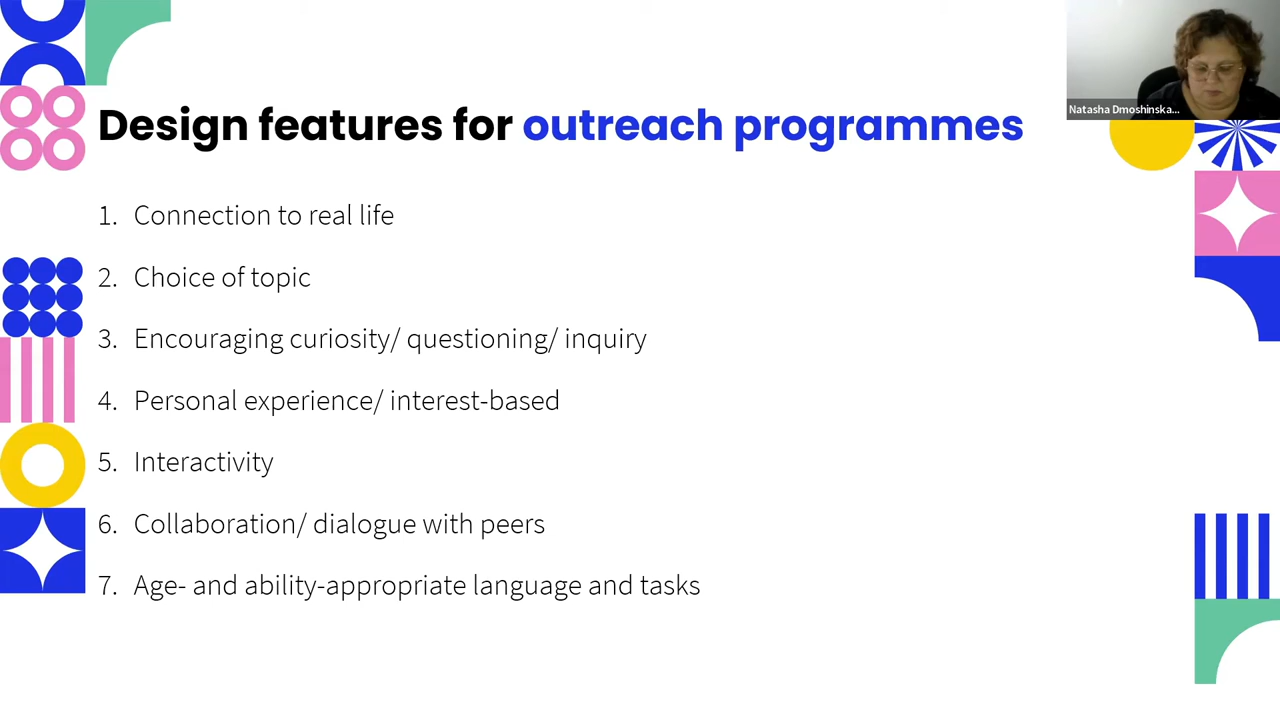 Natasha Dmoshinska...
Design features for outreach programmes
1. Connection to real life
2. Choice of topic
3. Encouraging curiosity/ questioning/ inquiry
4. Personal experience/ interest-based
5. Interactivity
6. Collaboration/ dialogue with peers
7. Age- and ability-appropriate language and tasks